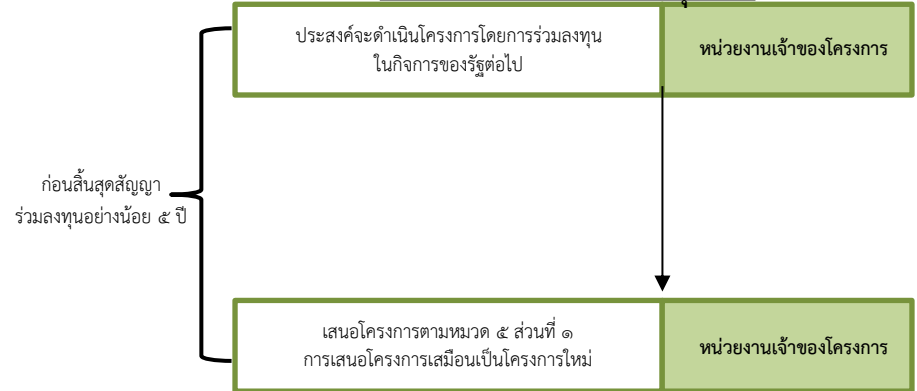 ประสงค์จะดำเนินโครงการโดยการร่วมลงทุน
ในกิจการของรัฐต่อไป
หน่วยงานเจ้าของโครงการ
ก่อนสิ้นสุดสัญญา
ร่วมลงทุนอย่างน้อย ๕ ปี
เสนอโครงการตามหมวด ๕ ส่วนที่ ๑
การเสนอโครงการเสมือนเป็นโครงการใหม่
หน่วยงานเจ้าของโครงการ